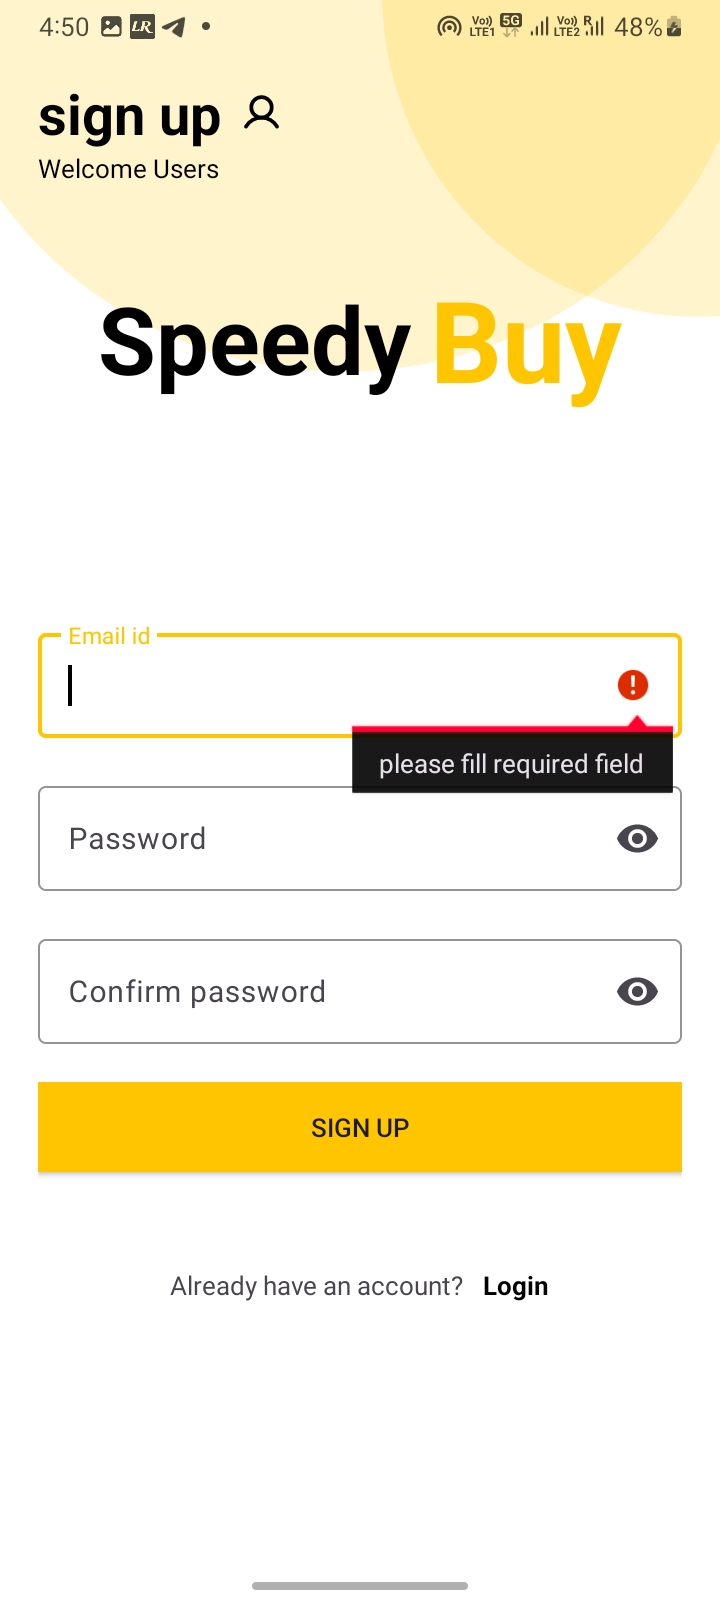 4:50 LR Vo)) LTE1 5G Vo)) LTE2 R 48%
sign up
Welcome Users
Speedy Buy
Email id
please fill required field
Password
Confirm password
SIGN UP
Already have an account? Login